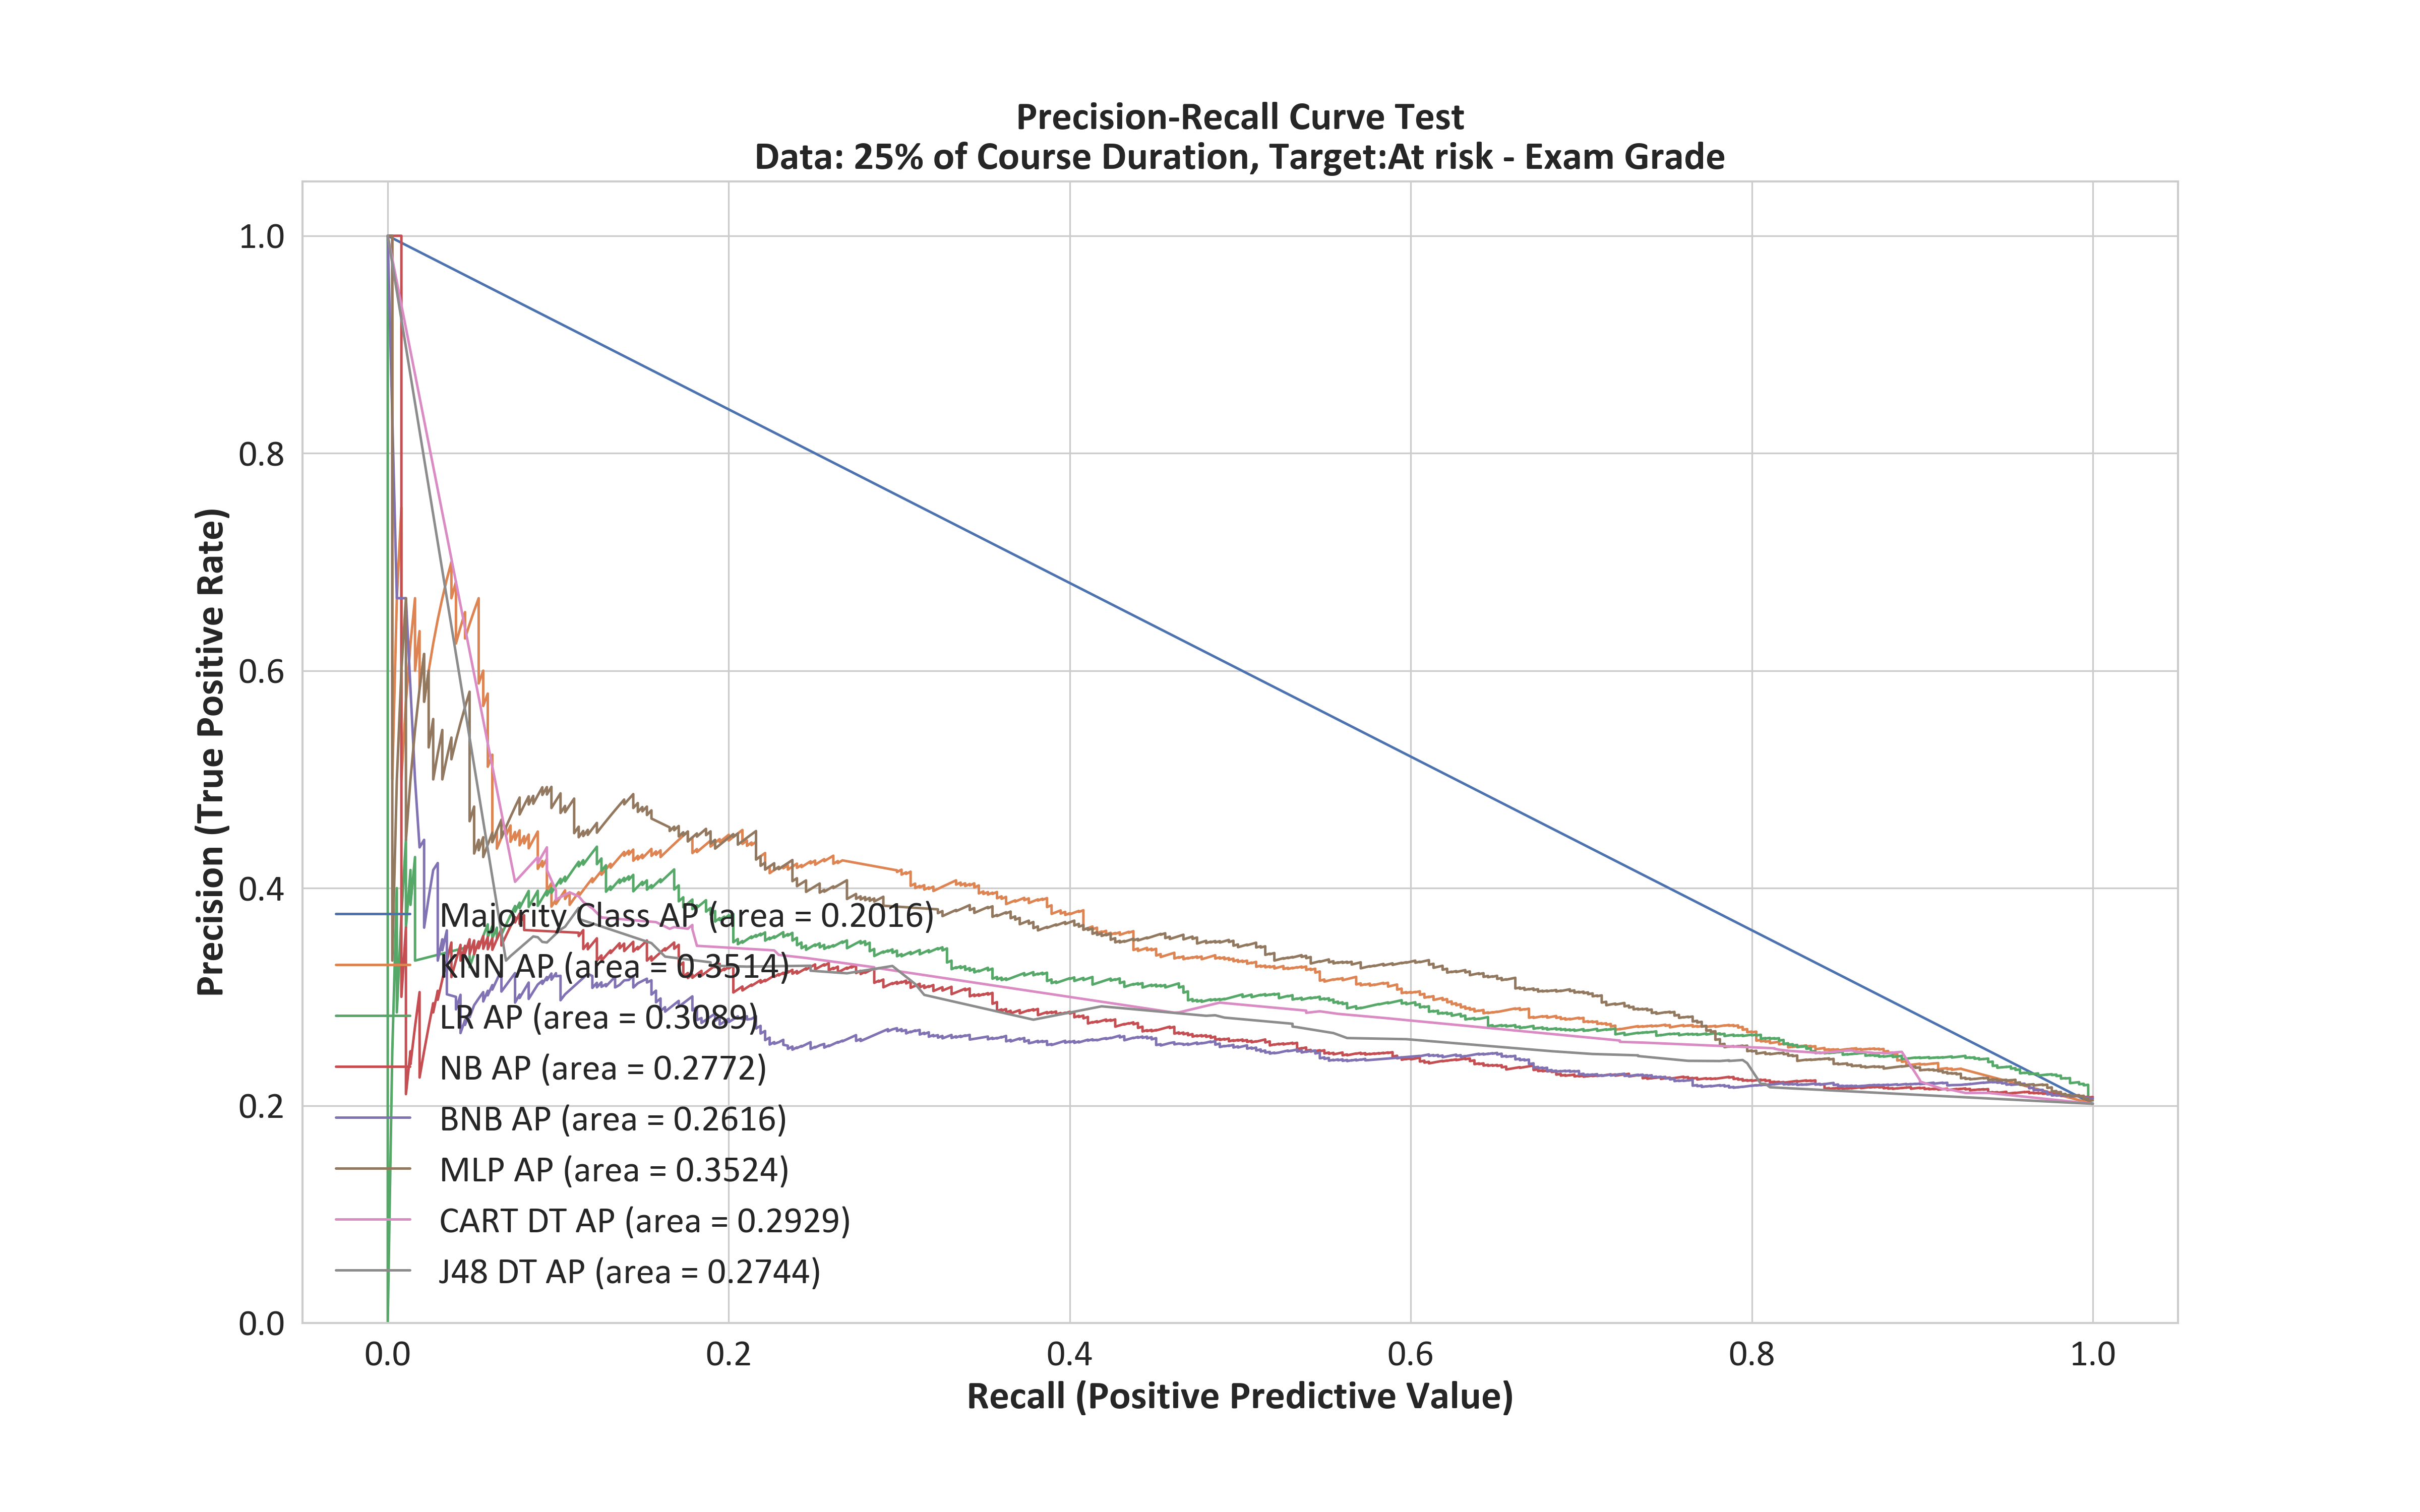 Precision-Recall Curve Test
Data: 25% of Course Duration, Target:At risk - Exam Grade
Precision (True Positive Rate)
1.0
0.8
0.6
0.4
0.2
0.0
Majority Class AP (area = 0.2016)
KNN AP (area = 0.3514)
LR AP (area = 0.3089)
NB AP (area = 0.2772)
BNB AP (area = 0.2616)
MLP AP (area = 0.3524)
CART DT AP (area = 0.2929)
J48 DT AP (area = 0.2744)
0.0 0.2 0.4 0.6 0.8 1.0
Recall (Positive Predictive Value)